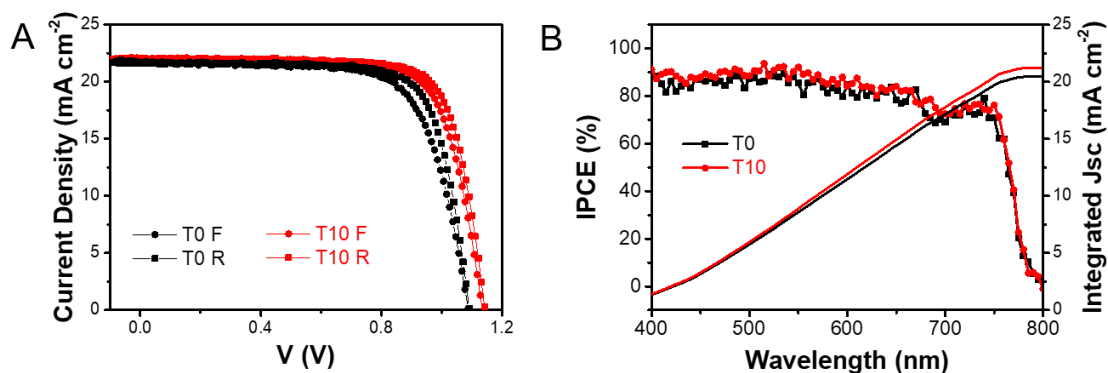 A
Current Density (mA cm-2)
25
20
15
10
5
0
T0 F
T0 R
T10 F
T10 R
0.0
0.4
0.8
1.2
V (V)
B
IPCE (%)
100
80
60
40
20
0
T0
T10
400
500
600
700
800
Wavelength (nm)
25
20
15
10
5
0
Integrated Jsc (mA cm-2)